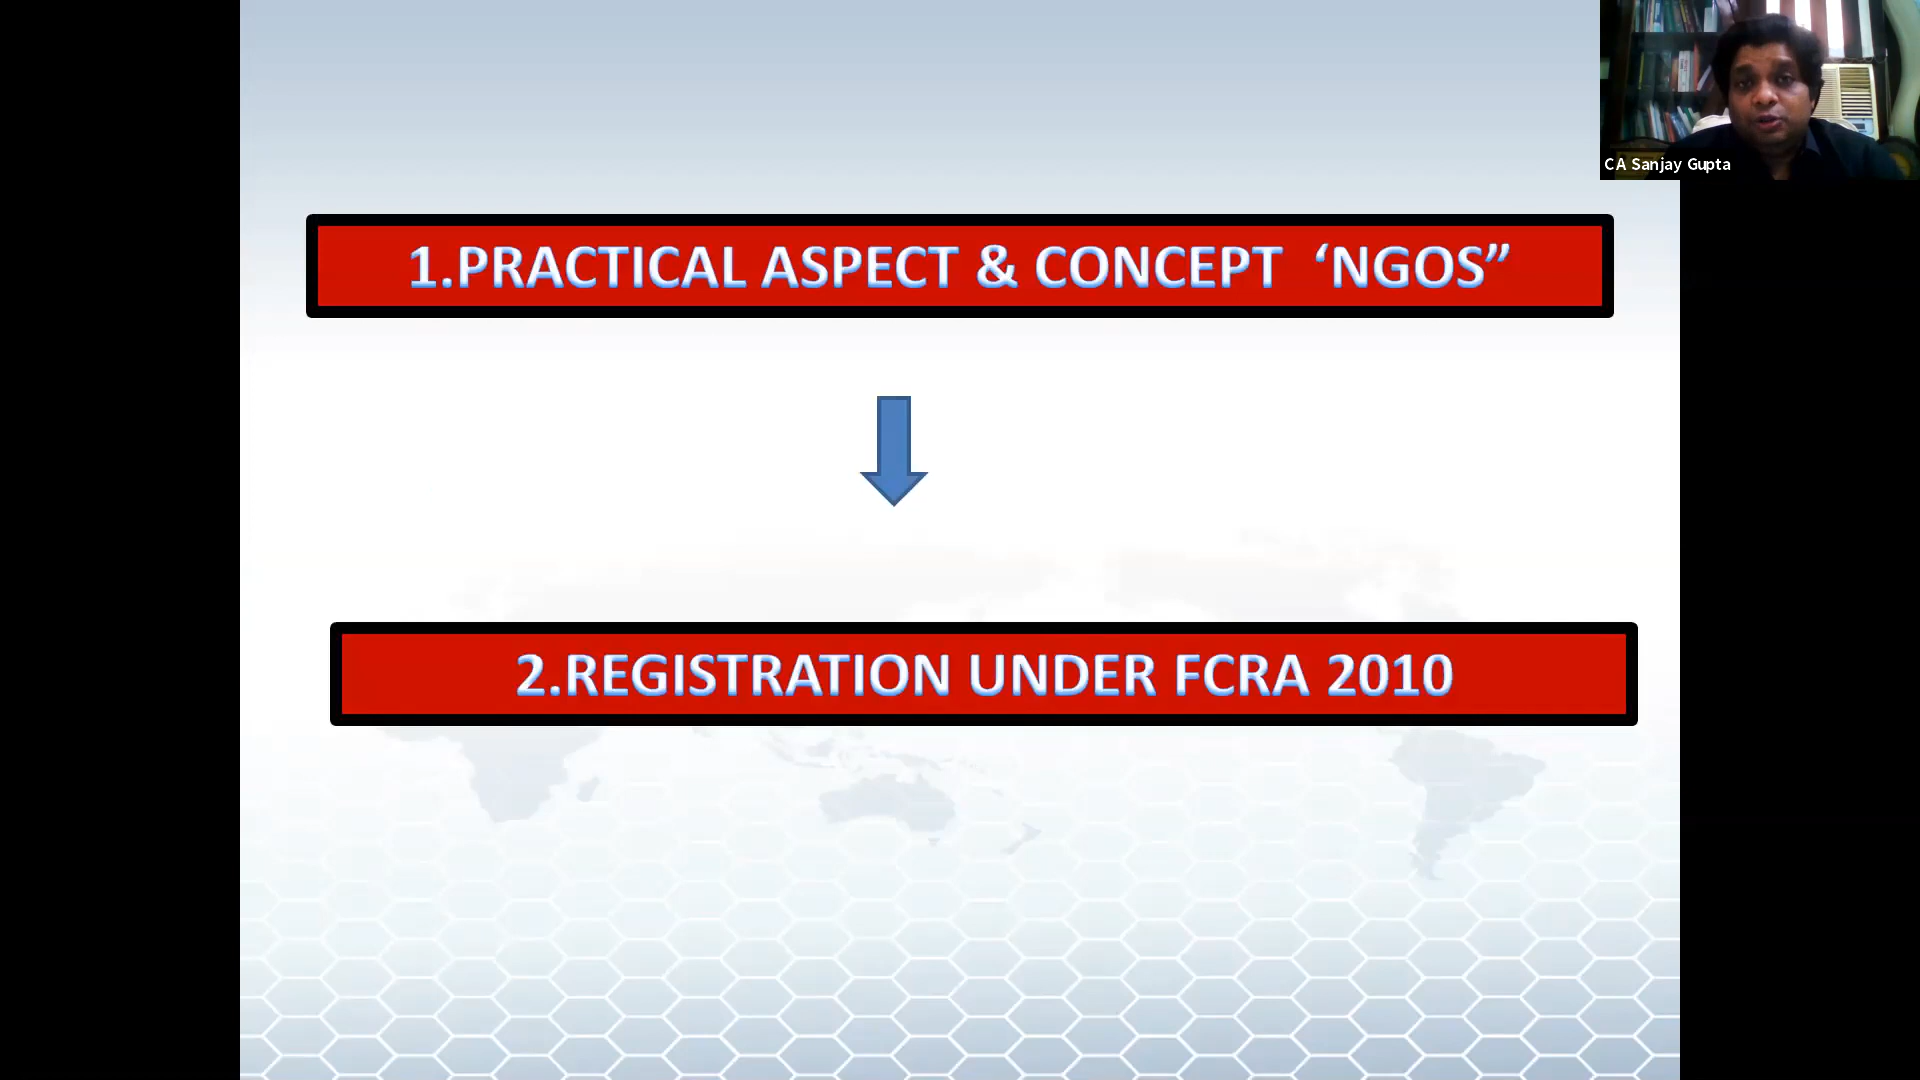 CA Sanjay Gupta
1.PRACTICAL ASPECT & CONCEPT ‘NGOS”
2.REGISTRATION UNDER FCRA 2010